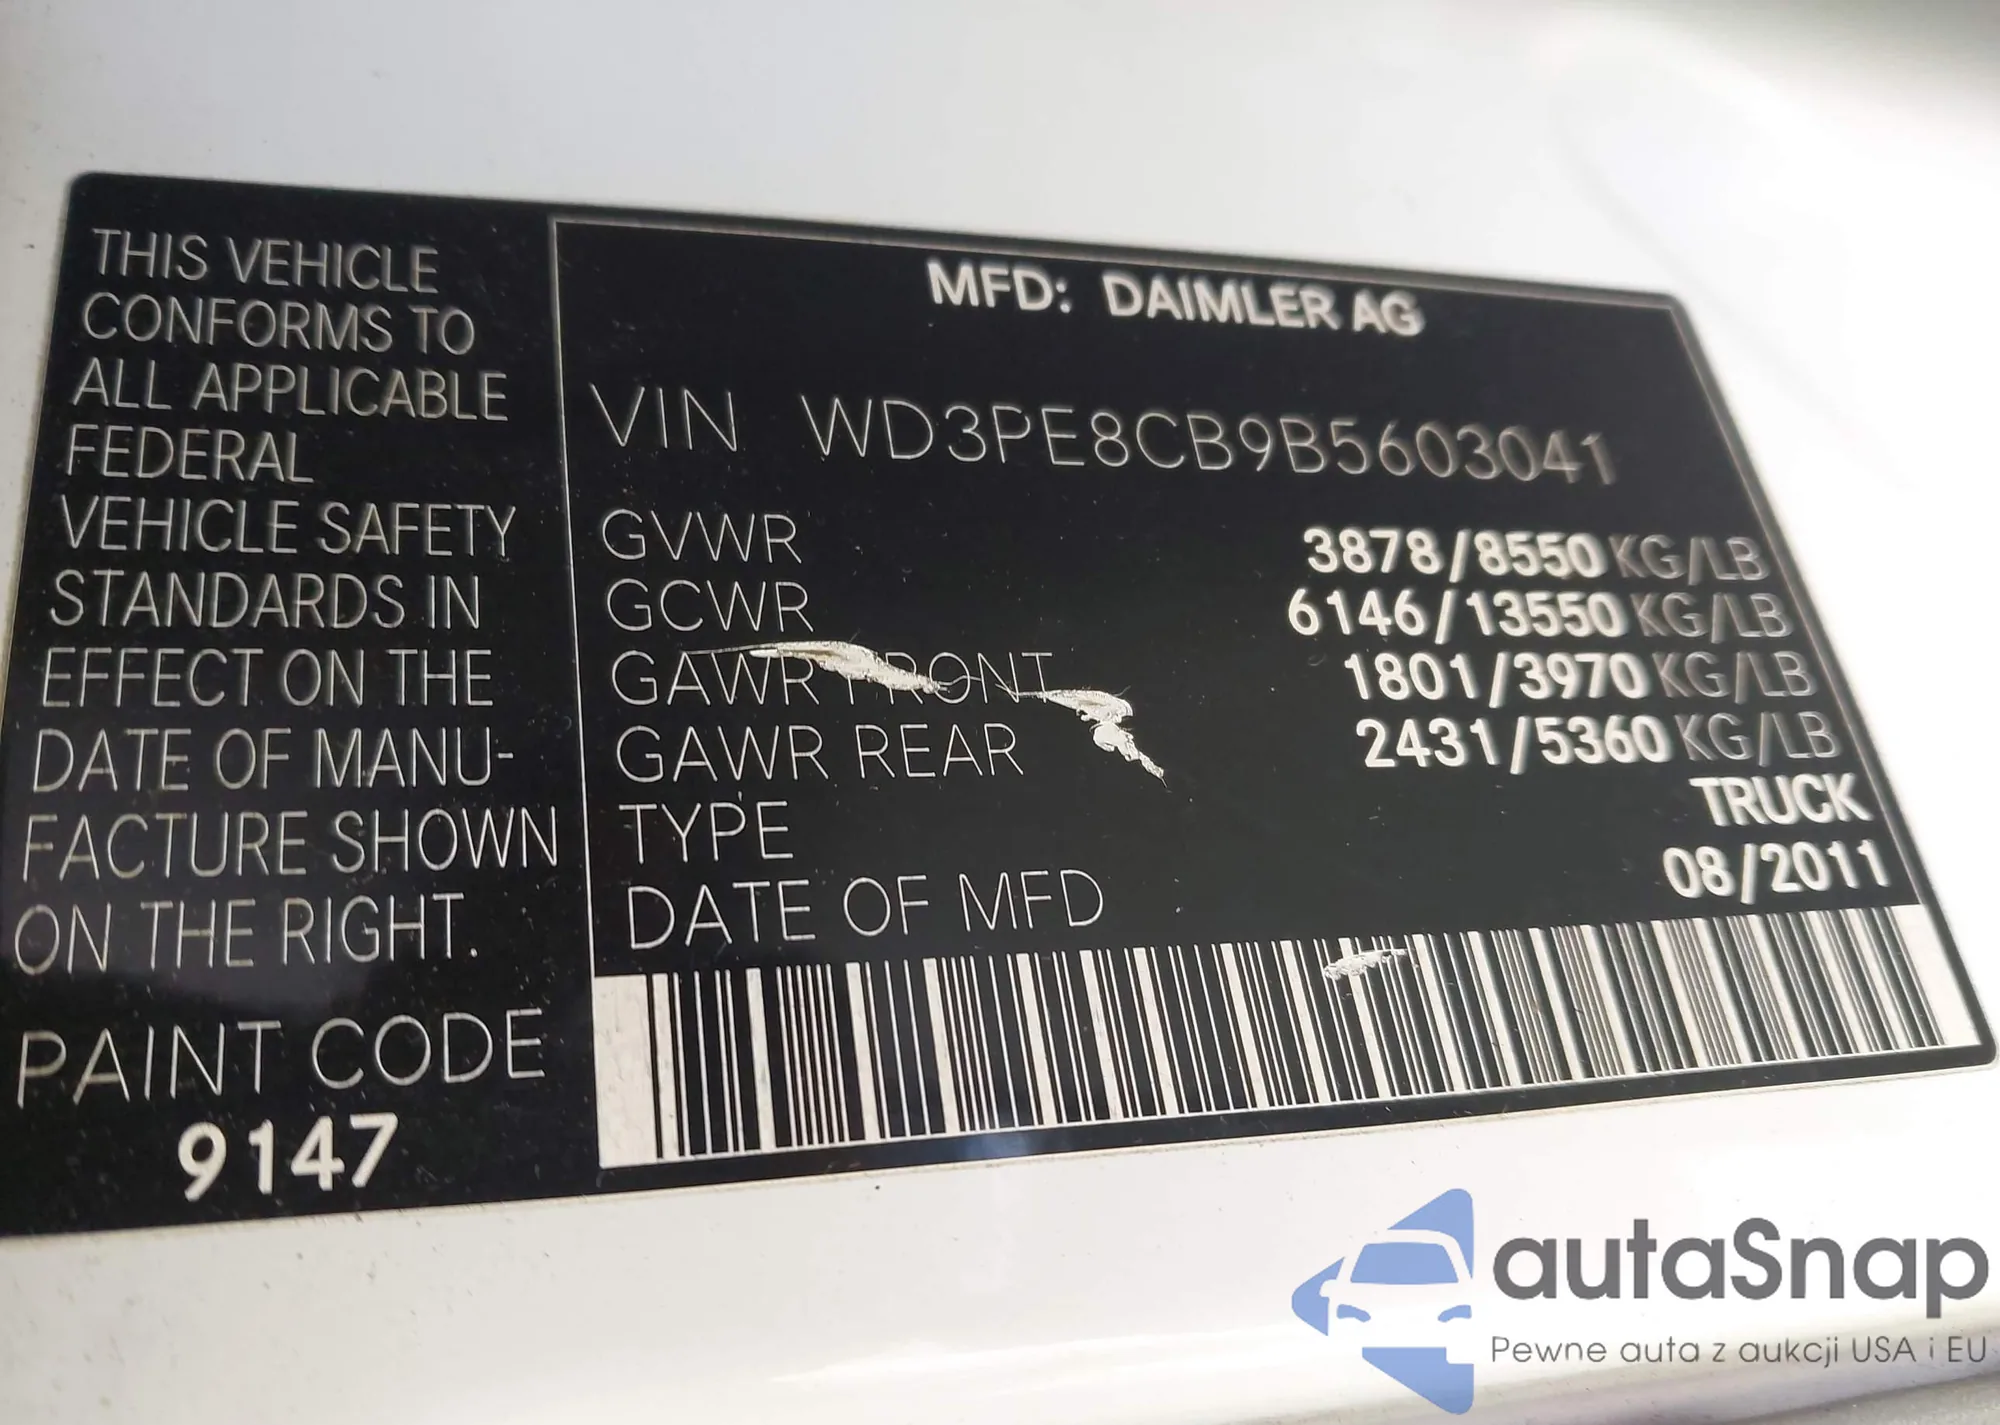 THIS VEHICLE
CONFORMS TO
ALL APPLICABLE
FEDERAL
VEHICLE SAFETY
STANDARDS IN
EFFECT ON THE
DATE OF MANU-
FACTURE SHOWN
ON THE RIGHT.
PAINT CODE
9147
MFD: DAIMLER AG
VIN WD3PE8CB9B5603041
GVWR 3878/8550 KG/LB
GCWR 6146/13550 KG/LB
GAWR FRONT 1801/3970 KG/LB
GAWR REAR 2431/5360 KG/LB
TYPE TRUCK
DATE OF MFD 08/2011
autaSnap
Pewne auta z aukcji USA i EU